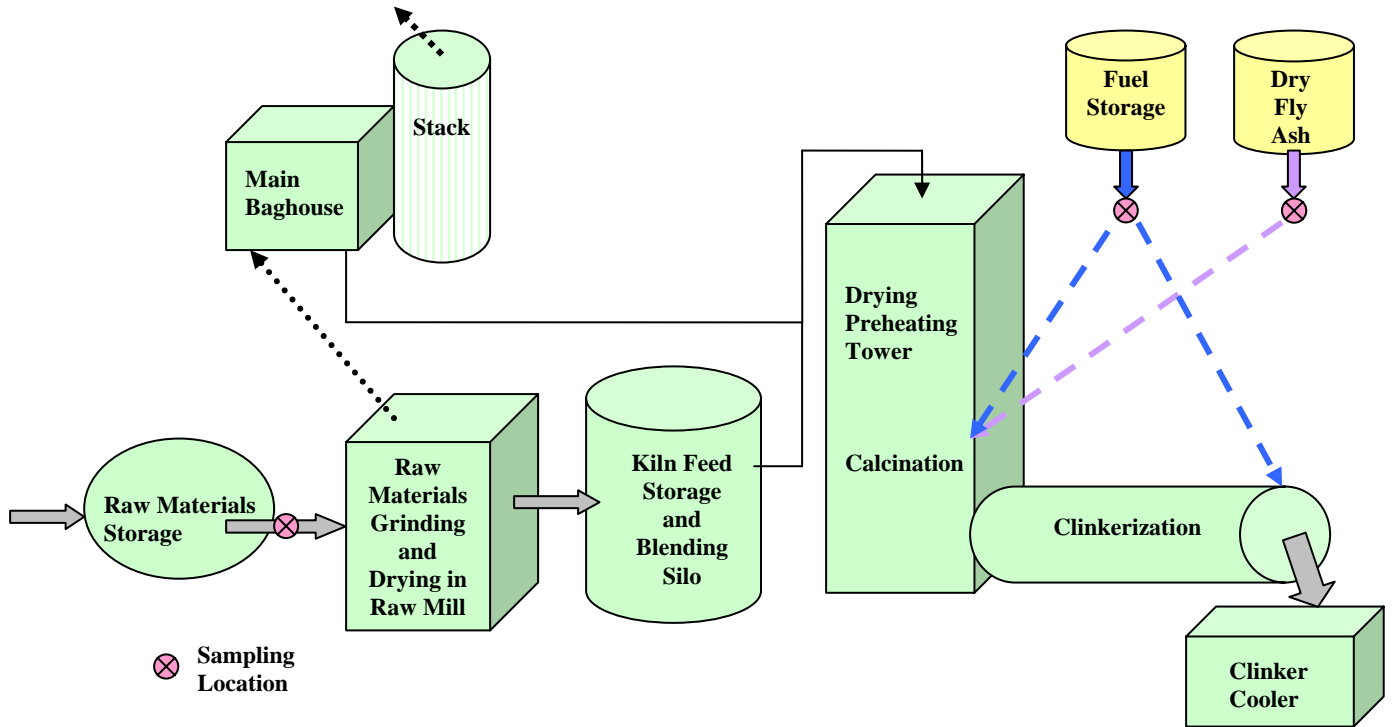 Stack
Main
Baghouse
Fuel
Storage
Dry
Fly
Ash
Drying
Preheating
Tower
Calcination
Raw Materials
Storage
Raw
Materials
Grinding
and
Drying in
Raw Mill
Kiln Feed
Storage
and
Blending
Silo
Clinkerization
Clinker
Cooler
Sampling
Location